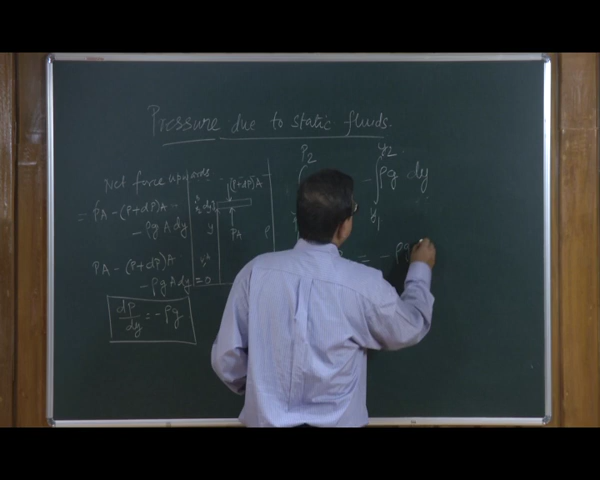 Pressure due to static fluids.
Net force upwards
= PA - (P+dP)A -
- ρg A dy
PA - (P+dP)A
- ρg A dy = 0
dP/dy = -ρg
(P+dP)A
dy
y
PA
P
P2
y2
- ∫ ρg dy
y1
= - ρg